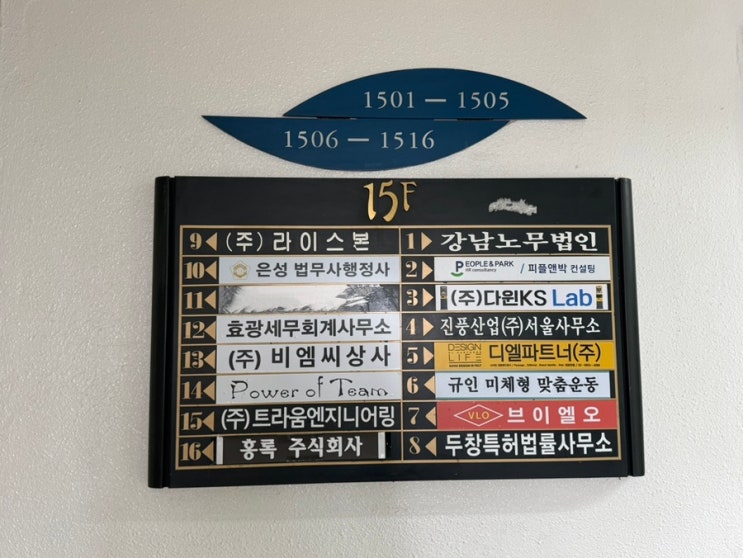 1501 — 1505
1506 — 1516
15F
9 (주) 라이스본
1 강남노무법인
10 은성 법무사행정사
2 PEOPLE & PARK HR consultancy / 피플앤박 컨설팅
11
3 (주)다윈KS Lab
12 효광세무회계사무소
4 진풍산업(주)서울사무소
13 (주) 비엠씨상사
5 DESIGN LIFE 디엘파트너(주)
14 Power of Team
6 규인 미체형 맞춤운동
15 (주)트라움엔지니어링
7 VLO 브이엘오
16 홍록 주식회사
8 두창특허법률사무소